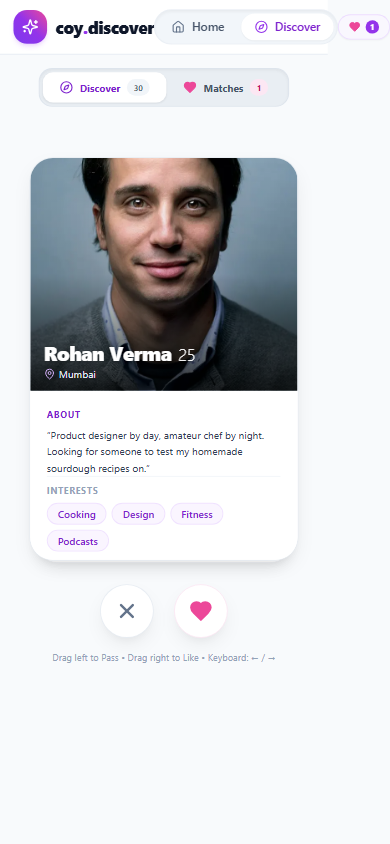 coy.discover
Home
Discover
1
Discover 30
Matches 1
Rohan Verma 25
Mumbai
ABOUT
"Product designer by day, amateur chef by night.
Looking for someone to test my homemade
sourdough recipes on."
INTERESTS
Cooking
Design
Fitness
Podcasts
Drag left to Pass • Drag right to Like • Keyboard: ← / →